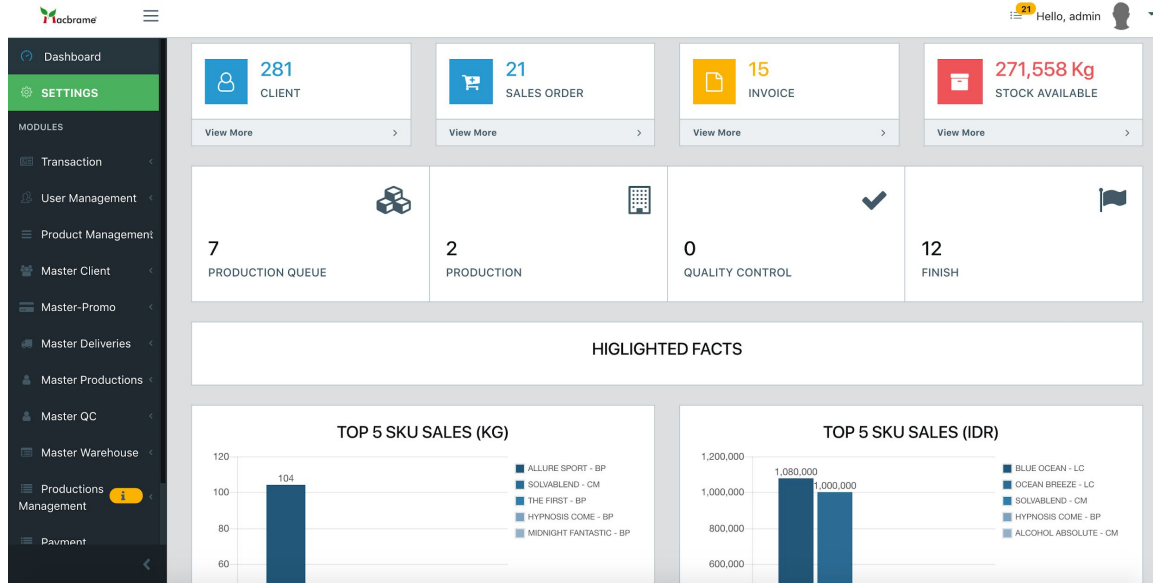 Macbrame
21
Hello, admin
Dashboard
SETTINGS
MODULES
Transaction
User Management
Product Management
Master Client
Master-Promo
Master Deliveries
Master Productions
Master QC
Master Warehouse
Productions
Management
i
Payment
281
CLIENT
View More
21
SALES ORDER
View More
15
INVOICE
View More
271,558 Kg
STOCK AVAILABLE
View More
7
PRODUCTION QUEUE
2
PRODUCTION
0
QUALITY CONTROL
12
FINISH
HIGLIGHTED FACTS
TOP 5 SKU SALES (KG)
120
100
80
60
104
ALLURE SPORT - BP
SOLVABLEND - CM
THE FIRST - BP
HYPNOSIS COME - BP
MIDNIGHT FANTASTIC - BP
TOP 5 SKU SALES (IDR)
1,200,000
1,000,000
800,000
600,000
1,080,000
1,000,000
BLUE OCEAN - LC
OCEAN BREEZE - LC
SOLVABLEND - CM
HYPNOSIS COME - BP
ALCOHOL ABSOLUTE - CM